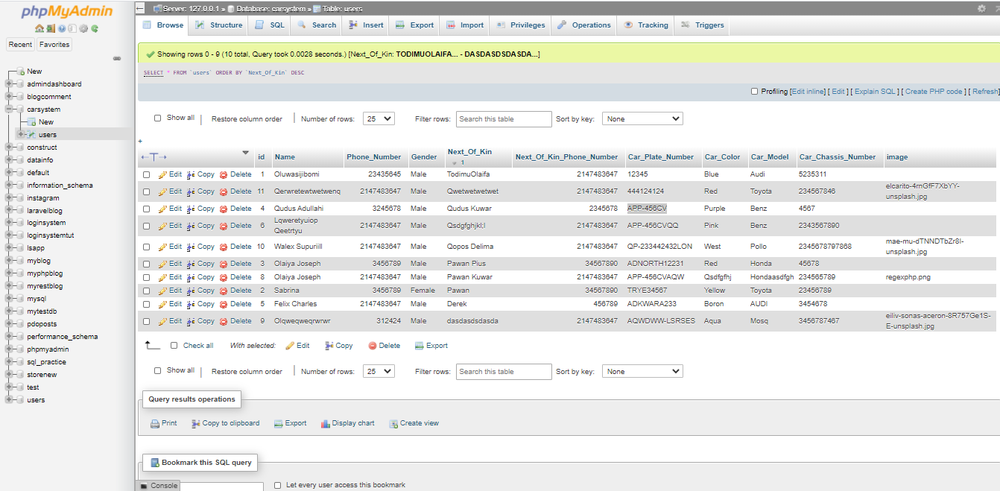 phpMyAdmin
Recent Favorites
New
admindashboard
blogcomment
carsystem
New
users
construct
datainfo
default
information_schema
instagram
laravelblog
loginsystem
loginsystemtut
lsapp
myblog
myphpblog
myrestblog
mysql
mytestdb
pdoposts
performance_schema
phpmyadmin
sql_practice
storenew
test
users
Server: 127.0.0.1 » Database: carsystem » Table: users
Browse Structure SQL Search Insert Export Import Privileges Operations Tracking Triggers
Showing rows 0 - 9 (10 total, Query took 0.0028 seconds.) [Next_Of_Kin: TODIMUOLAIFA... - DASDASDSDASDA...]
SELECT * FROM `users` ORDER BY `Next_Of_Kin` DESC
Profiling [Edit inline] [ Edit ] [ Explain SQL ] [ Create PHP code ] [ Refresh]
Show all Restore column order Number of rows: 25 Filter rows: Search this table Sort by key: None
+
←T→ id Name Phone_Number Gender Next_Of_Kin 1 Next_Of_Kin_Phone_Number Car_Plate_Number Car_Color Car_Model Car_Chassis_Number image
Edit Copy Delete 1 Oluwasijibomi 23435645 Male TodimuOlaifa 2147483647 12345 Blue Audi 5235311
Edit Copy Delete 11 Qerwretewtwetwenq 2147483647 Male Qwetwetwetwet 2147483647 444124124 Red Toyota 234567846 elcarito-4rnGfF7XbYY-
unsplash.jpg
Edit Copy Delete 4 Qudus Adullahi 3245678 Male Qudus Kuwar 2345678 APP-456CV Purple Benz 4567
Edit Copy Delete 6 Lqweretyuiop
Qeetrtyu 2147483647 Male Qsdgfghjkl;l 2147483647 APP-456CVQQ Pink Benz 2343567890
Edit Copy Delete 10 Walex Supuriill 2147483647 Male Qopos Delima 2147483647 QP-233442432LON West Pollo 2345678797868 mae-mu-dTNNDTbZr8I-
unsplash.jpg
Edit Copy Delete 3 Olaiya Joseph 3456789 Male Pawan Pius 34567890 ADNORTH12231 Red Honda 45678
Edit Copy Delete 8 Olaiya Joseph 2147483647 Male Pawan Kuwar 2147483647 APP-456CVAQW Qsdfgfhj Hondaasdfgh 234565789 regexphp.png
Edit Copy Delete 2 Sabrina 3456789 Female Pawan 34567890 TRYE34567 Yellow Toyota 23456789
Edit Copy Delete 5 Felix Charles 2147483647 Male Derek 456789 ADKWARA233 Boron AUDI 3454678
Edit Copy Delete 9 Olqweqweqrwrwr 312424 Male dasdasdsdasda 2147483647 AQWDWW-LSRSES Aqua Mosq 3456787467 eiliv-sonas-aceron-8R757Ge1S-
E-unsplash.jpg
Check all With selected: Edit Copy Delete Export
Show all Restore column order Number of rows: 25 Filter rows: Search this table Sort by key: None
Query results operations
Print Copy to clipboard Export Display chart Create view
Bookmark this SQL query
Console
Let every user access this bookmark